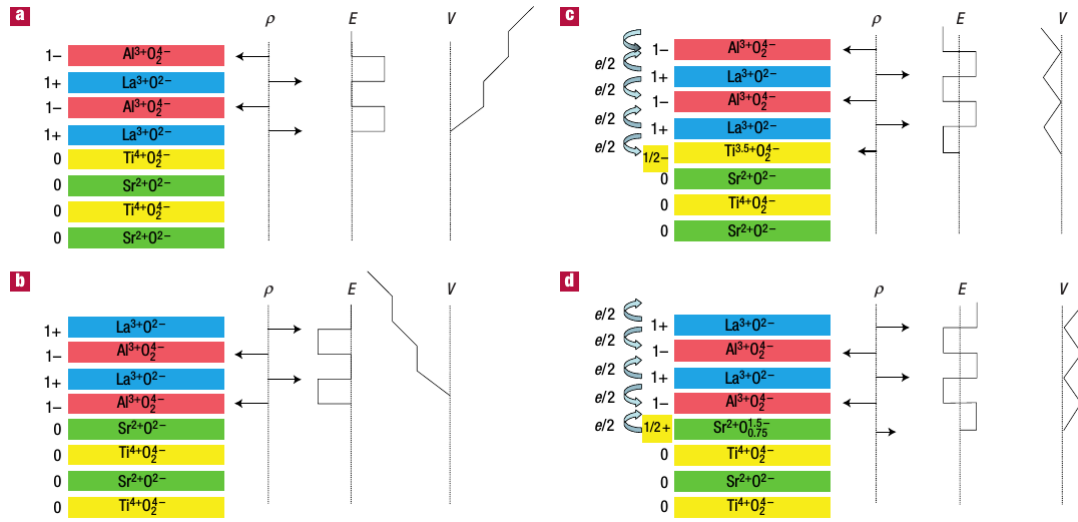 a
ρ E V
1– Al³⁺O₂⁴⁻
1+ La³⁺O²⁻
1– Al³⁺O₂⁴⁻
1+ La³⁺O²⁻
0 Ti⁴⁺O₂⁴⁻
0 Sr²⁺O²⁻
0 Ti⁴⁺O₂⁴⁻
0 Sr²⁺O²⁻
b
ρ E V
1+ La³⁺O²⁻
1– Al³⁺O₂⁴⁻
1+ La³⁺O²⁻
1– Al³⁺O₂⁴⁻
0 Sr²⁺O²⁻
0 Ti⁴⁺O₂⁴⁻
0 Sr²⁺O²⁻
0 Ti⁴⁺O₂⁴⁻
c
ρ E V
1– Al³⁺O₂⁴⁻
e/2
1+ La³⁺O²⁻
e/2
1– Al³⁺O₂⁴⁻
e/2
1+ La³⁺O²⁻
e/2
1/2– Ti³·⁵⁺O₂⁴⁻
0 Sr²⁺O²⁻
0 Ti⁴⁺O₂⁴⁻
0 Sr²⁺O²⁻
d
ρ E V
e/2
1+ La³⁺O²⁻
e/2
1– Al³⁺O₂⁴⁻
e/2
1+ La³⁺O²⁻
e/2
1– Al³⁺O₂⁴⁻
e/2
1/2+ Sr²⁺O₀.₇₅¹·⁵⁻
0 Ti⁴⁺O₂⁴⁻
0 Sr²⁺O²⁻
0 Ti⁴⁺O₂⁴⁻